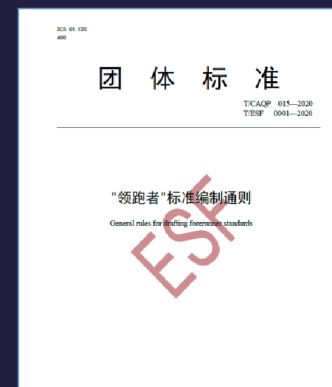 ICS 01.120
A00
团 体 标 准
T/CAQP 015—2020
T/ESF 0001—2020
"领跑者"标准编制通则
General rules for drafting forerunner standards
ESF